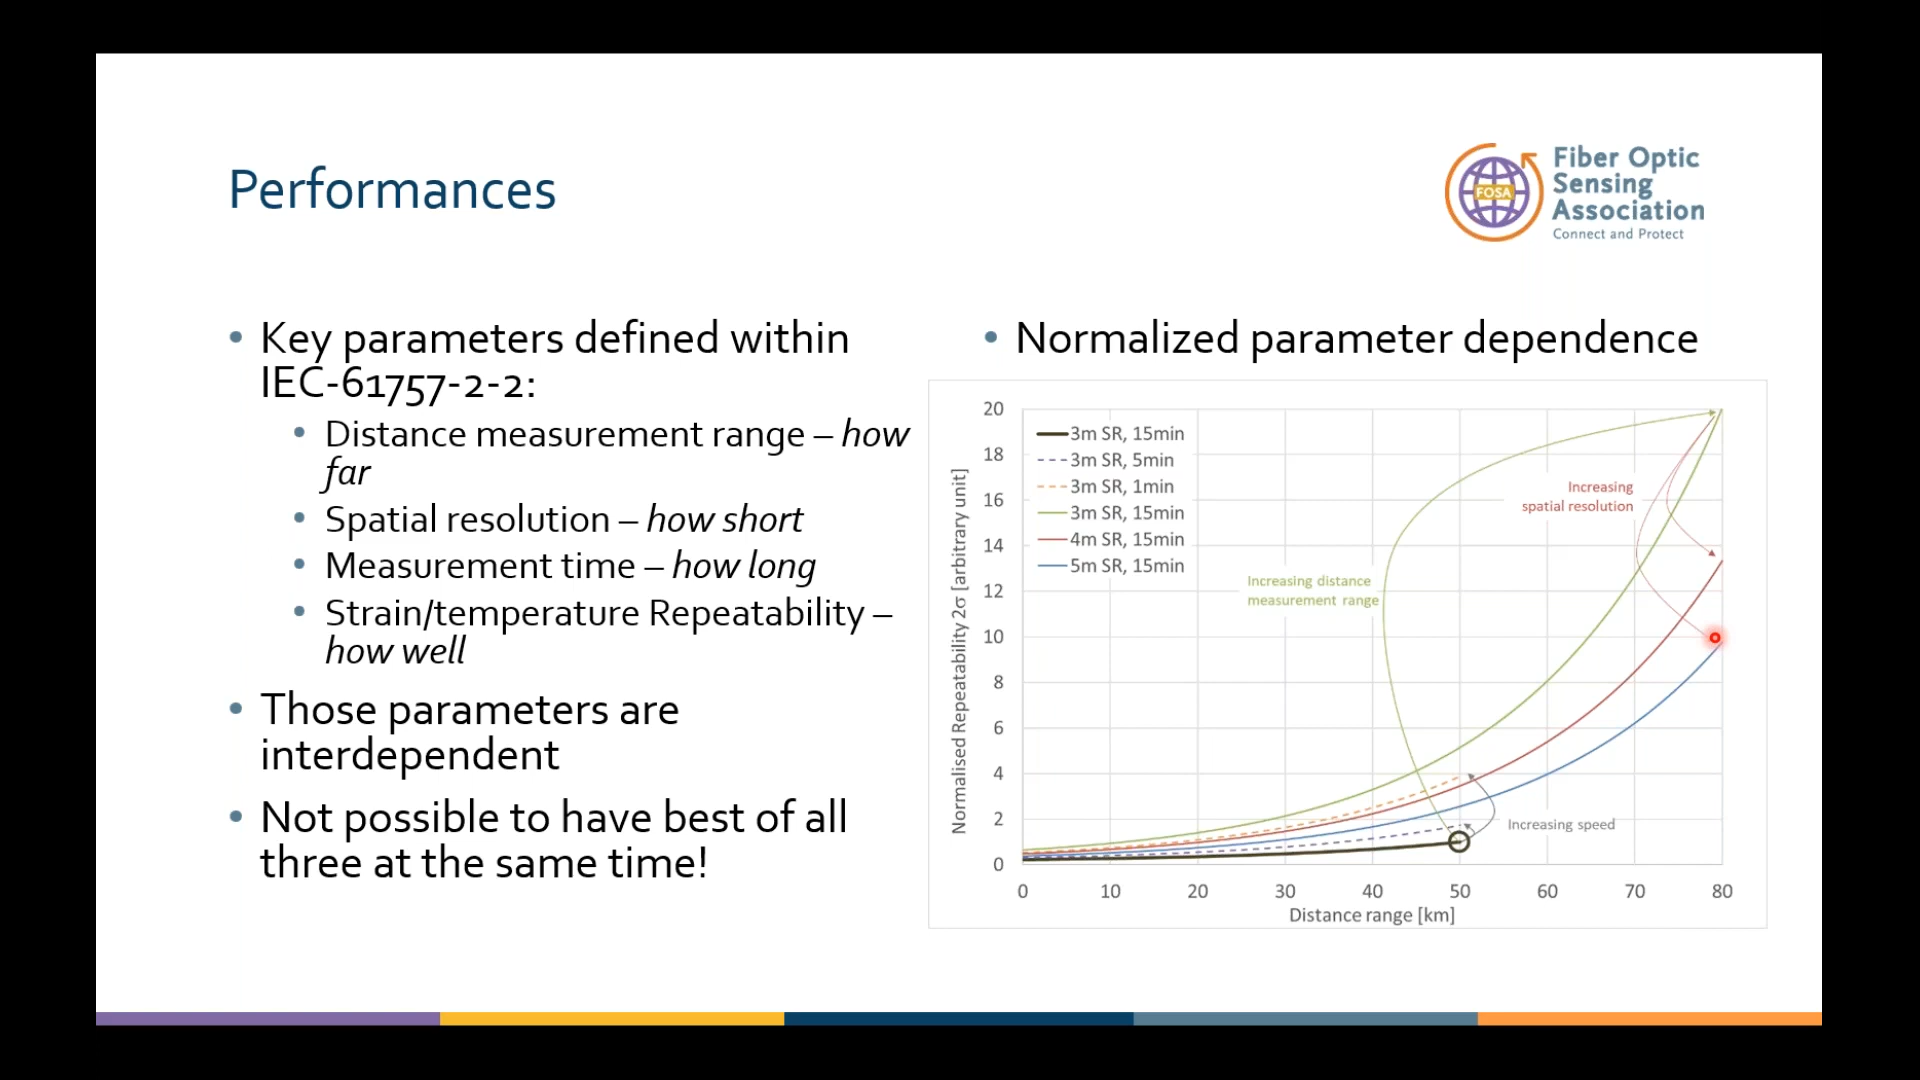 Performances
FOSA
Fiber Optic
Sensing
Association
Connect and Protect
• Key parameters defined within
IEC-61757-2-2:
• Distance measurement range – how
far
• Spatial resolution – how short
• Measurement time – how long
• Strain/temperature Repeatability –
how well
• Those parameters are
interdependent
• Not possible to have best of all
three at the same time!
• Normalized parameter dependence
Normalised Repeatability 2σ [arbitrary unit]
20
18
16
14
12
10
8
6
4
2
0
3m SR, 15min
3m SR, 5min
3m SR, 1min
3m SR, 15min
4m SR, 15min
5m SR, 15min
Increasing
spatial resolution
Increasing distance
measurement range
Increasing speed
0 10 20 30 40 50 60 70 80
Distance range [km]